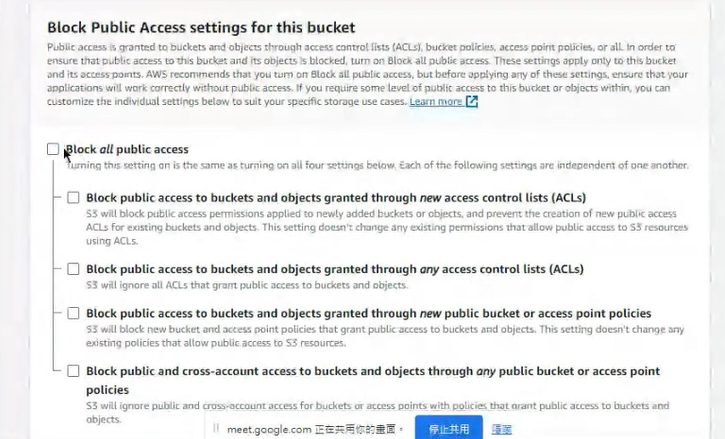 Block Public Access settings for this bucket
Public access is granted to buckets and objects through access control lists (ACLs), bucket policies, access point policies, or all. In order to
ensure that public access to this bucket and its objects is blocked, turn on Block all public access. These settings apply only to this bucket
and its access points. AWS recommends that you turn on Block all public access, but before applying any of these settings, ensure that your
applications will work correctly without public access. If you require some level of public access to this bucket or objects within, you can
customize the individual settings below to suit your specific storage use cases. Learn more
Block all public access
Turning this setting on is the same as turning on all four settings below. Each of the following settings are independent of one another.
Block public access to buckets and objects granted through new access control lists (ACLs)
S3 will block public access permissions applied to newly added buckets or objects, and prevent the creation of new public access
ACLs for existing buckets and objects. This setting doesn't change any existing permissions that allow public access to S3 resources
using ACLs.
Block public access to buckets and objects granted through any access control lists (ACLs)
S3 will ignore all ACLs that grant public access to buckets and objects.
Block public access to buckets and objects granted through new public bucket or access point policies
S3 will block new bucket and access point policies that grant public access to buckets and objects. This setting doesn't change any
existing policies that allow public access to S3 resources.
Block public and cross-account access to buckets and objects through any public bucket or access point
policies
S3 will ignore public and cross-account access for buckets or access points with policies that grant public access to buckets and
objects.
meet.google.com 正在共用你的畫面。 停止共用 隱藏